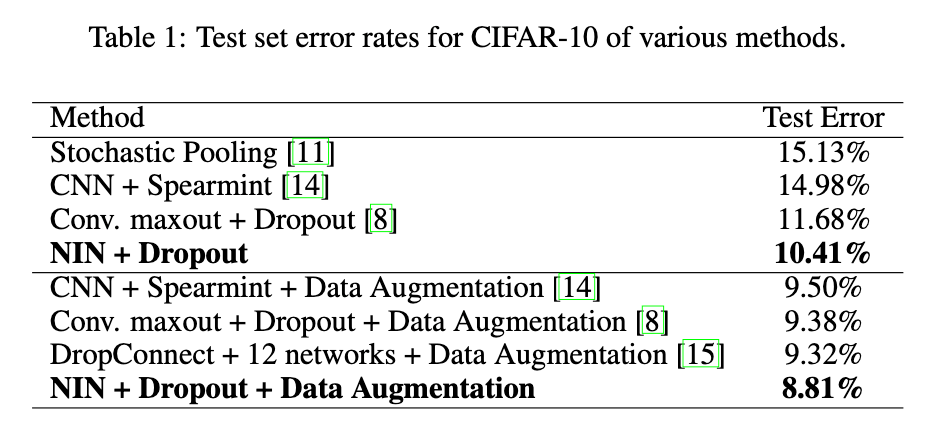 Table 1: Test set error rates for CIFAR-10 of various methods.
Method Test Error
Stochastic Pooling [11] 15.13%
CNN + Spearmint [14] 14.98%
Conv. maxout + Dropout [8] 11.68%
NIN + Dropout 10.41%
CNN + Spearmint + Data Augmentation [14] 9.50%
Conv. maxout + Dropout + Data Augmentation [8] 9.38%
DropConnect + 12 networks + Data Augmentation [15] 9.32%
NIN + Dropout + Data Augmentation 8.81%